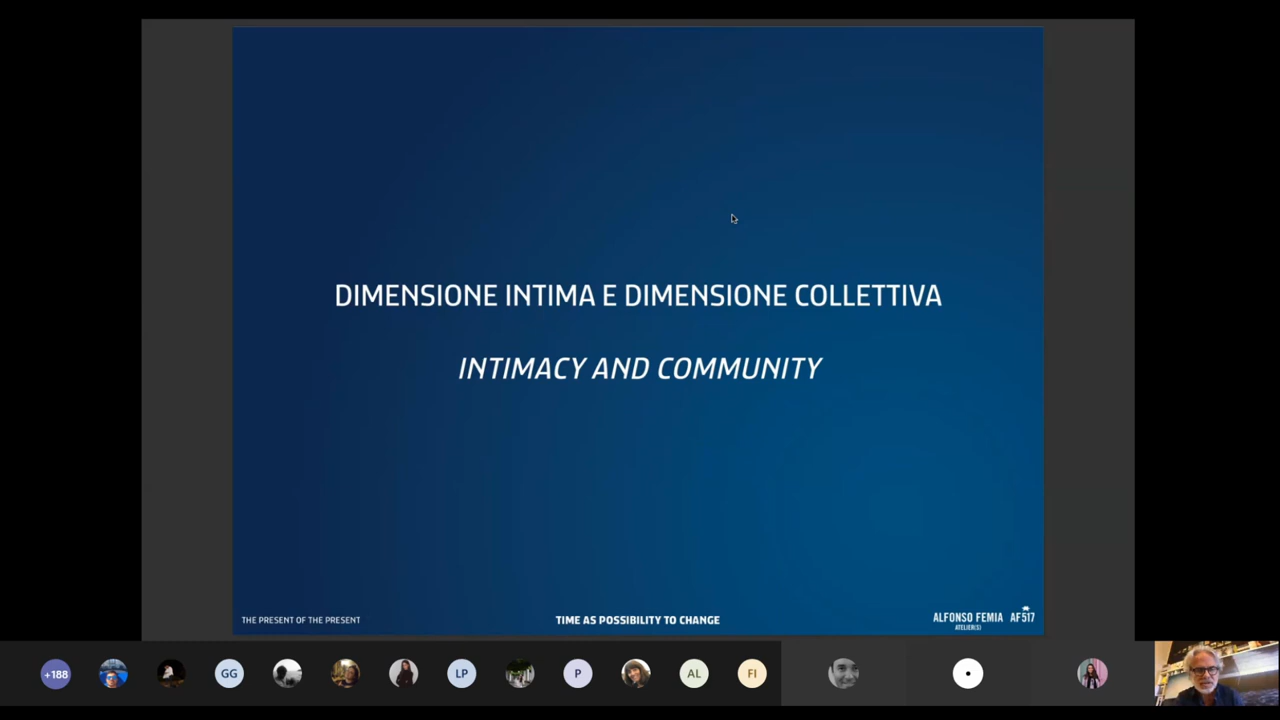 DIMENSIONE INTIMA E DIMENSIONE COLLETTIVA
INTIMACY AND COMMUNITY
THE PRESENT OF THE PRESENT
TIME AS POSSIBILITY TO CHANGE
ALFONSO FEMIA AF517
ATELIER(S)
+188
GG
LP
P
AL
FI